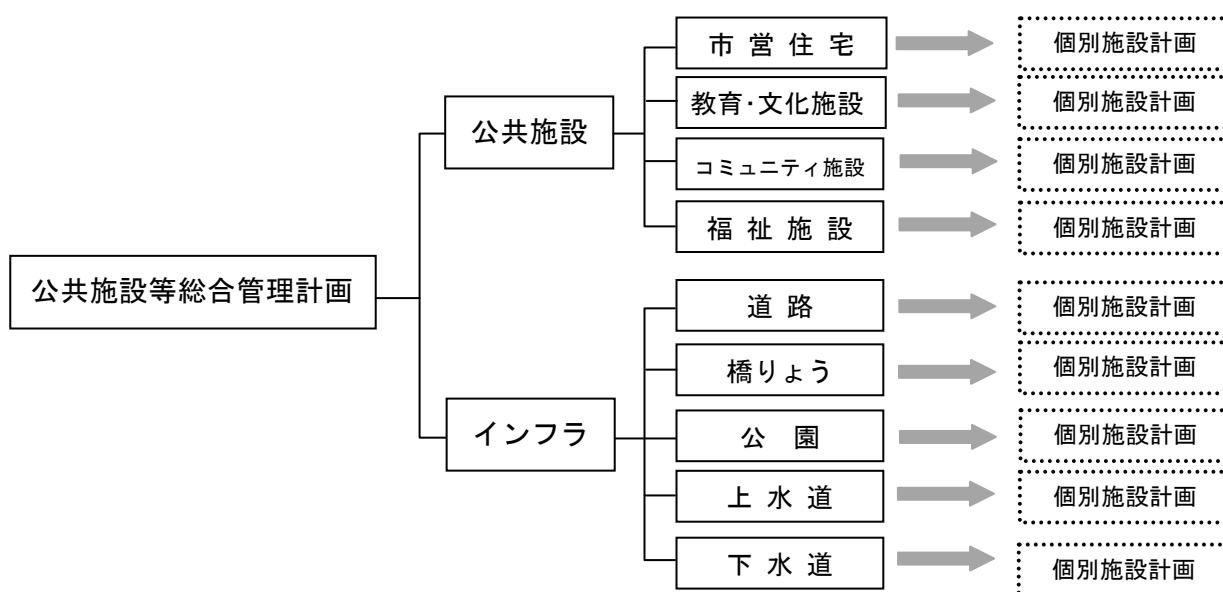 市営住宅 個別施設計画
教育・文化施設 個別施設計画
公共施設
コミュニティ施設 個別施設計画
福祉施設 個別施設計画
公共施設等総合管理計画
道路 個別施設計画
橋りょう 個別施設計画
インフラ
公園 個別施設計画
上水道 個別施設計画
下水道 個別施設計画